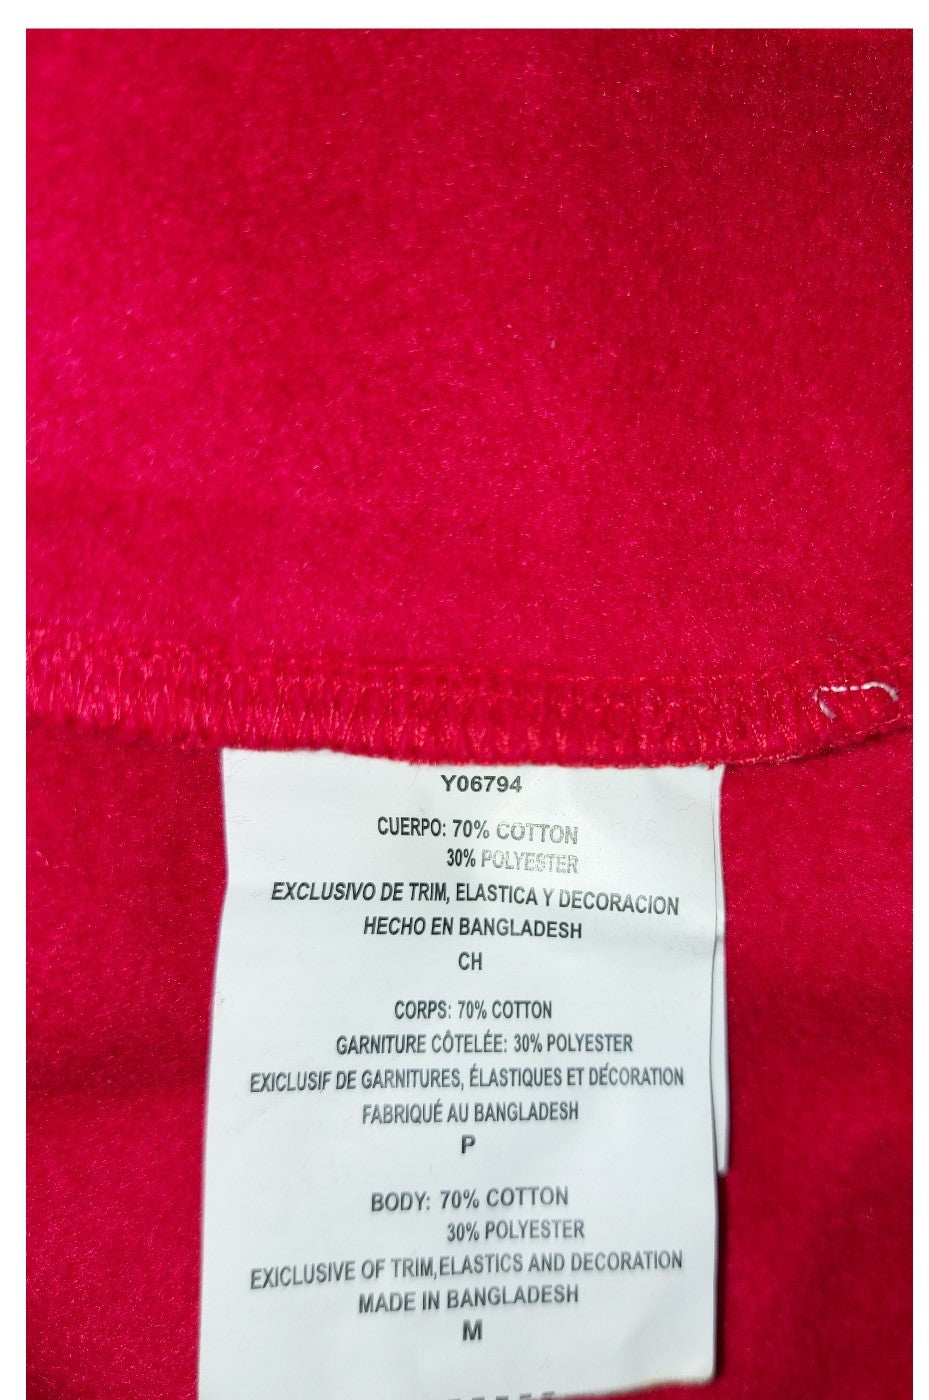 Y06794
CUERPO: 70% COTTON
30% POLYESTER
EXCLUSIVO DE TRIM, ELASTICA Y DECORACION
HECHO EN BANGLADESH
CH
CORPS: 70% COTTON
GARNITURE CÔTELÉE: 30% POLYESTER
EXICLUSIF DE GARNITURES, ÉLASTIQUES ET DÉCORATION
FABRIQUÉ AU BANGLADESH
P
BODY: 70% COTTON
30% POLYESTER
EXICLUSIVE OF TRIM,ELASTICS AND DECORATION
MADE IN BANGLADESH
M